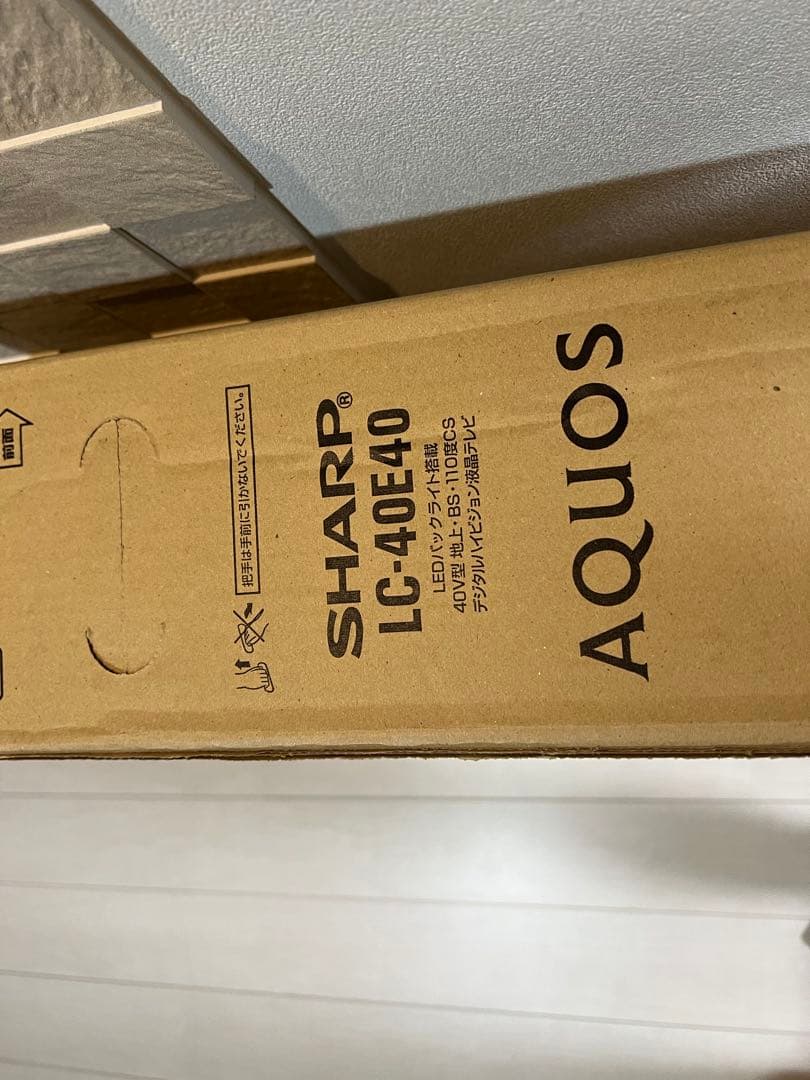 前面
把手は手前に引かないでください。
SHARP®
LC-40E40
LEDバックライト搭載
40V型 地上・BS・110度CS
デジタルハイビジョン液晶テレビ
AQUOS